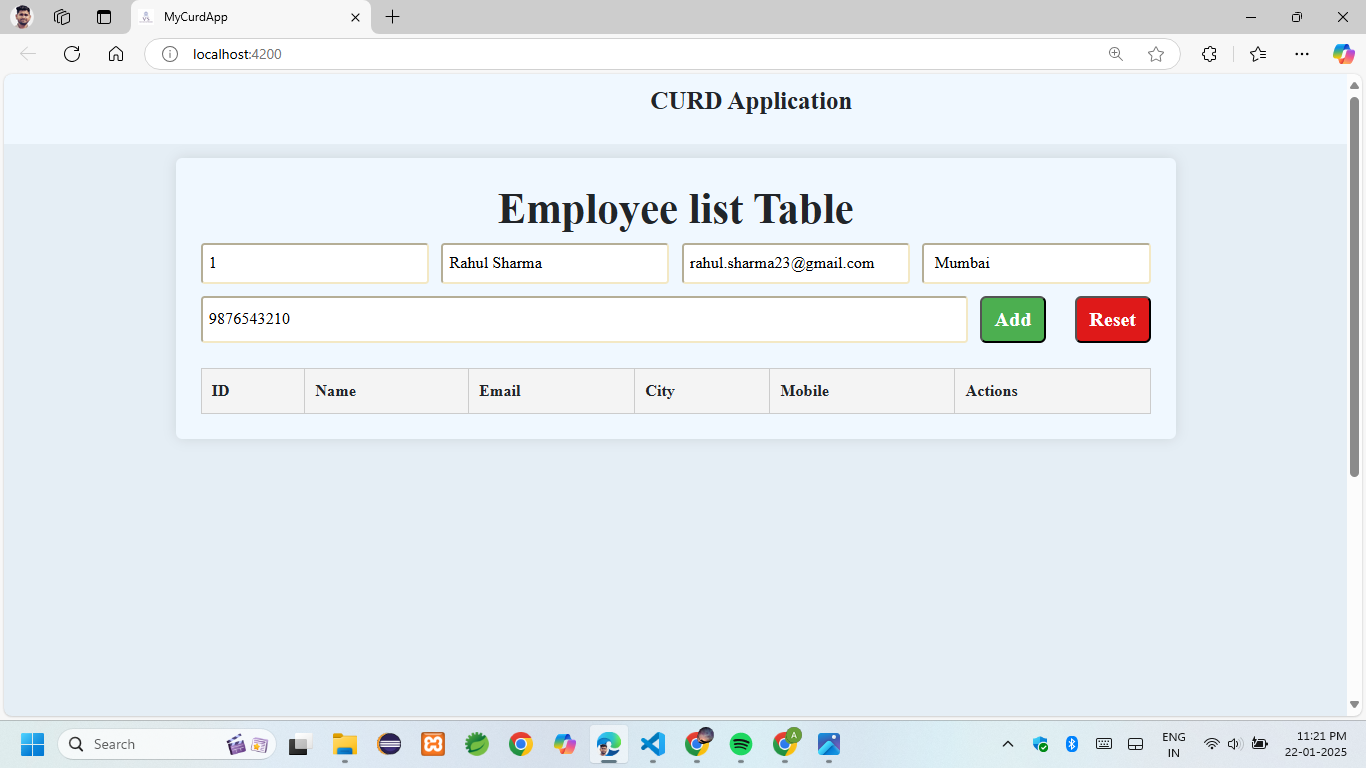 MyCurdApp
localhost:4200
CURD Application
Employee list Table
1 Rahul Sharma rahul.sharma23@gmail.com Mumbai
9876543210 Add Reset
ID Name Email City Mobile Actions
Search
A
ENG
IN
11:21 PM
22-01-2025